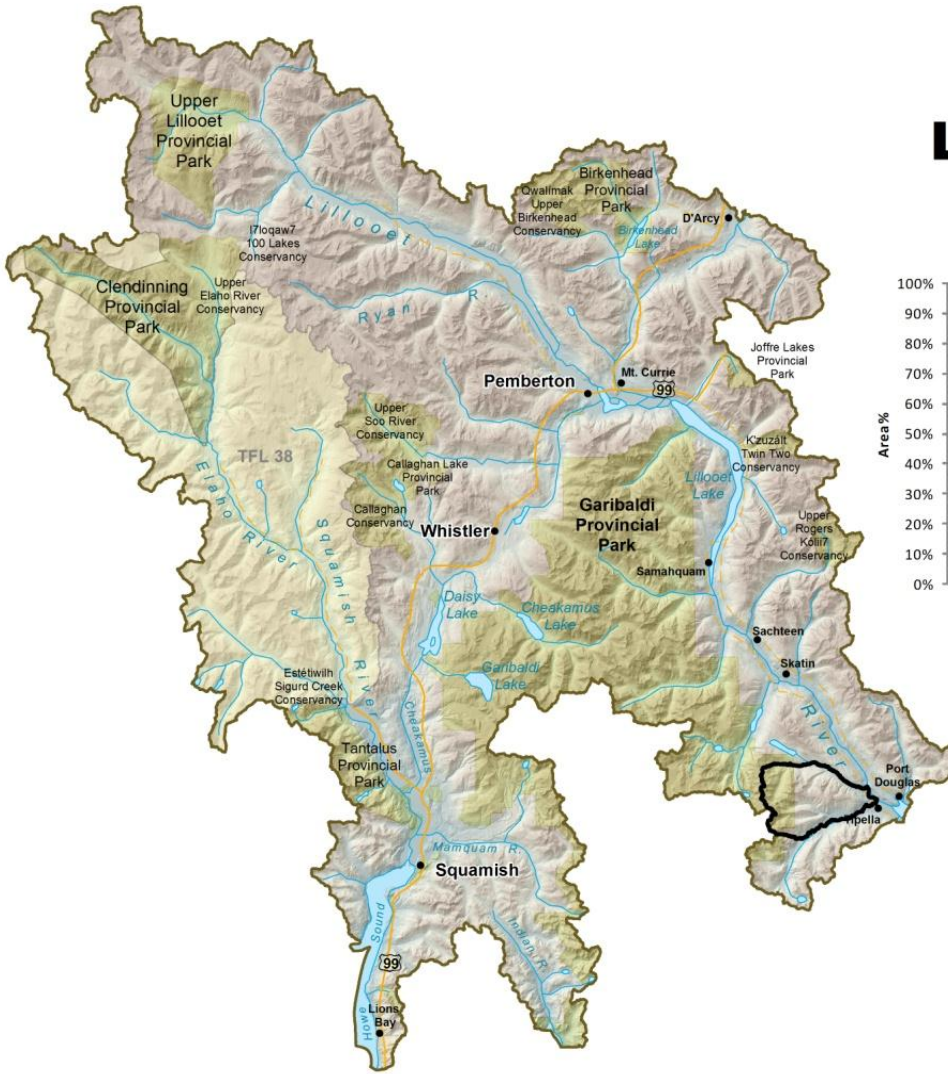 Upper
Lillooet
Provincial
Park
L
Birkenhead
Provincial
Park
Qwalimak
Upper
Birkenhead
Conservancy
D'Arcy
Birkenhead
Lake
Lillooet
I7loqaw7
100 Lakes
Conservancy
Clendinning
Provincial
Park
Upper
Elaho River
Conservancy
Ryan R.
100%
90%
80%
70%
60%
50%
40%
30%
20%
10%
0%
Area%
Joffre Lakes
Provincial
Park
Mt. Currie
Pemberton
99
Upper
Soo River
Conservancy
K'zuzált
Twin Two
Conservancy
TFL 38
Callaghan Lake
Provincial
Park
Lillooet
Lake
Callaghan
Conservancy
Garibaldi
Provincial
Park
Upper
Rogers
Kólii7
Conservancy
Elaho
River
Squamish
River
Whistler
Samahquam
Daisy
Lake
Cheakamus
Lake
Sachteen
Skatin
Garibaldi
Lake
Estétiwilh
Sigurd Creek
Conservancy
Cheakamus
River
Tantalus
Provincial
Park
Port
Douglas
Tipella
Mamquam R.
Squamish
Indian R.
Howe
Sound
99
Lions
Bay